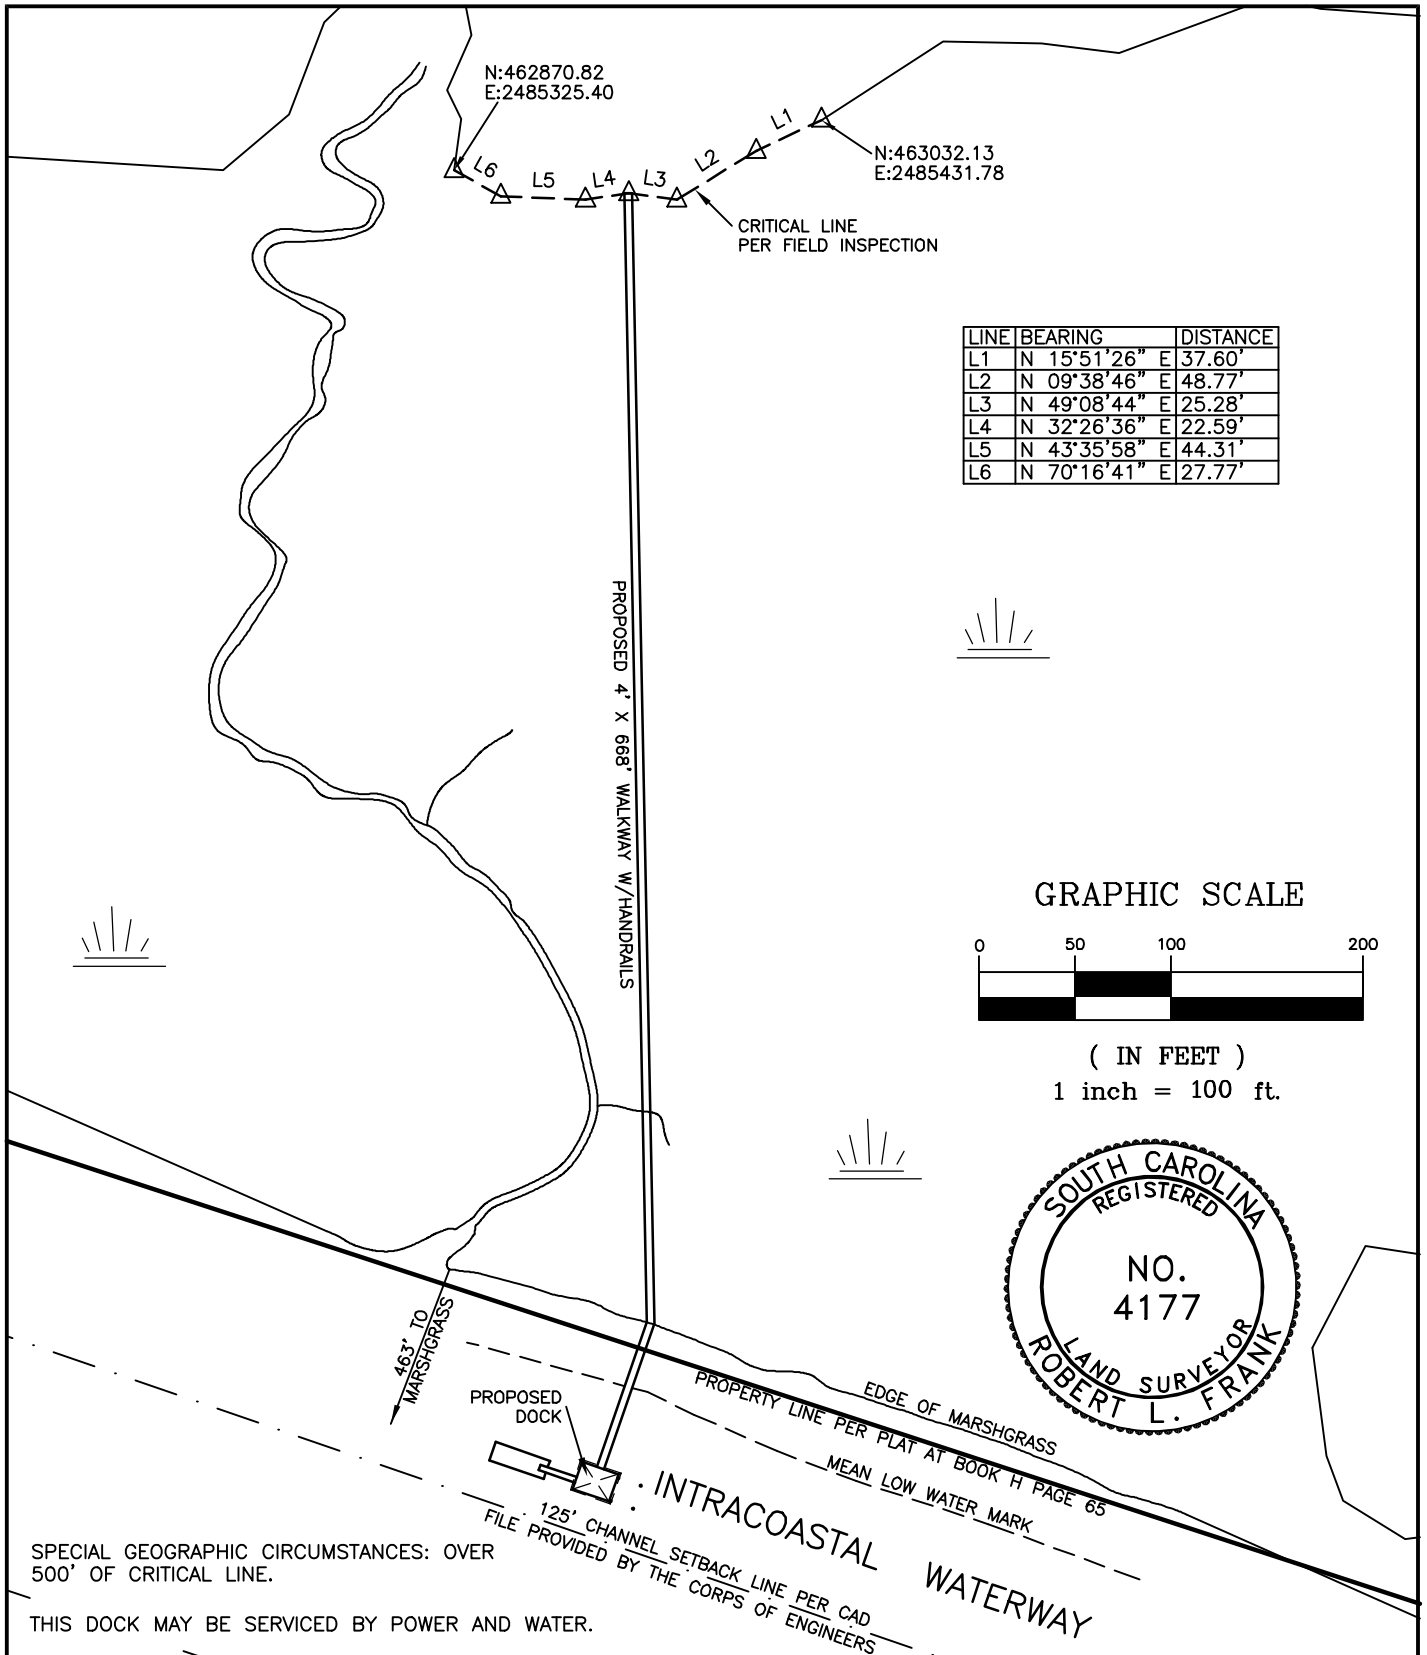 N:462870.82
E:2485325.40
L1
L2
L3
L4
L5
L6
N:463032.13
E:2485431.78
CRITICAL LINE
PER FIELD INSPECTION
LINE BEARING DISTANCE
L1 N 15°51'26" E 37.60'
L2 N 09°38'46" E 48.77'
L3 N 49°08'44" E 25.28'
L4 N 32°26'36" E 22.59'
L5 N 43°35'58" E 44.31'
L6 N 70°16'41" E 27.77'
PROPOSED 4' X 668' WALKWAY W/HANDRAILS
GRAPHIC SCALE
0 50 100 200
( IN FEET )
1 inch = 100 ft.
SOUTH CAROLINA
REGISTERED
NO.
4177
LAND SURVEYOR
ROBERT L. FRANK
463' TO
MARSHGRASS
PROPOSED
DOCK
EDGE OF MARSHGRASS
PROPERTY LINE PER PLAT AT BOOK H PAGE 65
MEAN LOW WATER MARK
INTRACOASTAL WATERWAY
125' CHANNEL SETBACK LINE PER CAD
FILE PROVIDED BY THE CORPS OF ENGINEERS
SPECIAL GEOGRAPHIC CIRCUMSTANCES: OVER
500' OF CRITICAL LINE.
THIS DOCK MAY BE SERVICED BY POWER AND WATER.